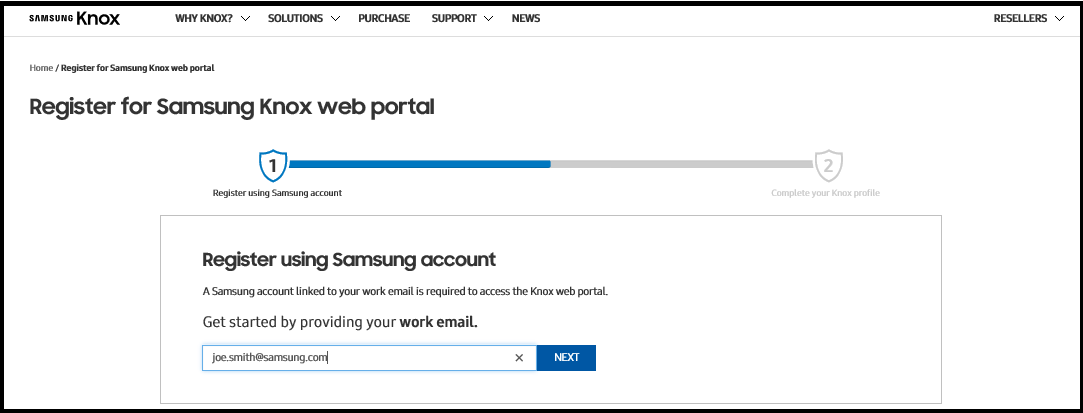 SAMSUNG Knox WHY KNOX? SOLUTIONS PURCHASE SUPPORT NEWS RESELLERS
Home / Register for Samsung Knox web portal
Register for Samsung Knox web portal
1 2
Register using Samsung account Complete your Knox profile
Register using Samsung account
A Samsung account linked to your work email is required to access the Knox web portal.
Get started by providing your work email.
joe.smith@samsung.com × NEXT